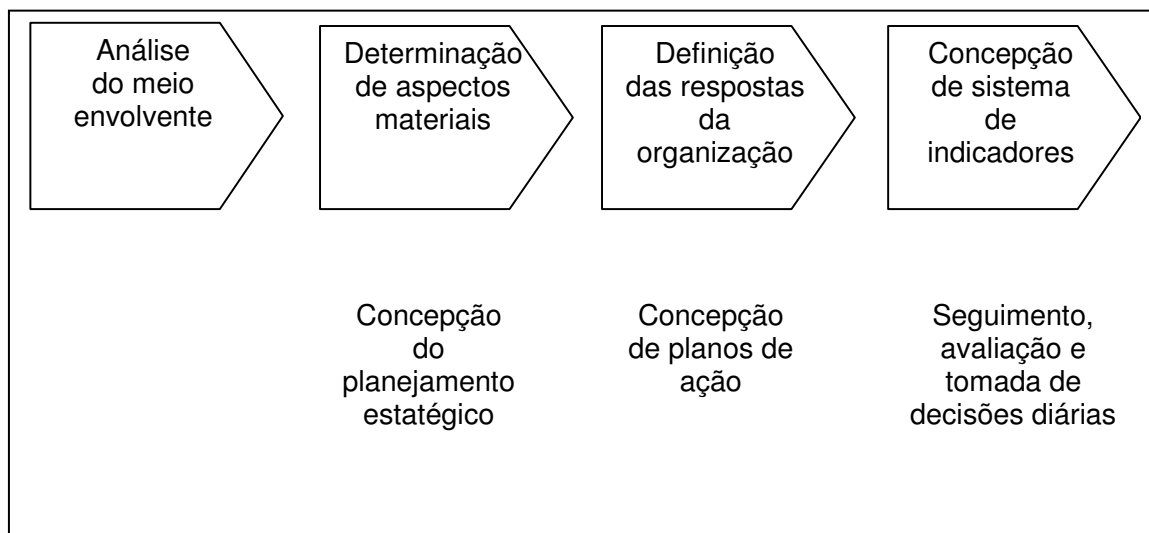 Análise
do meio
envolvente
Determinação
de aspectos
materiais
Definição
das respostas
da
organização
Concepção
de sistema
de
indicadores
Concepção
do
planejamento
estatégico
Concepção
de planos de
ação
Seguimento,
avaliação e
tomada de
decisões diárias